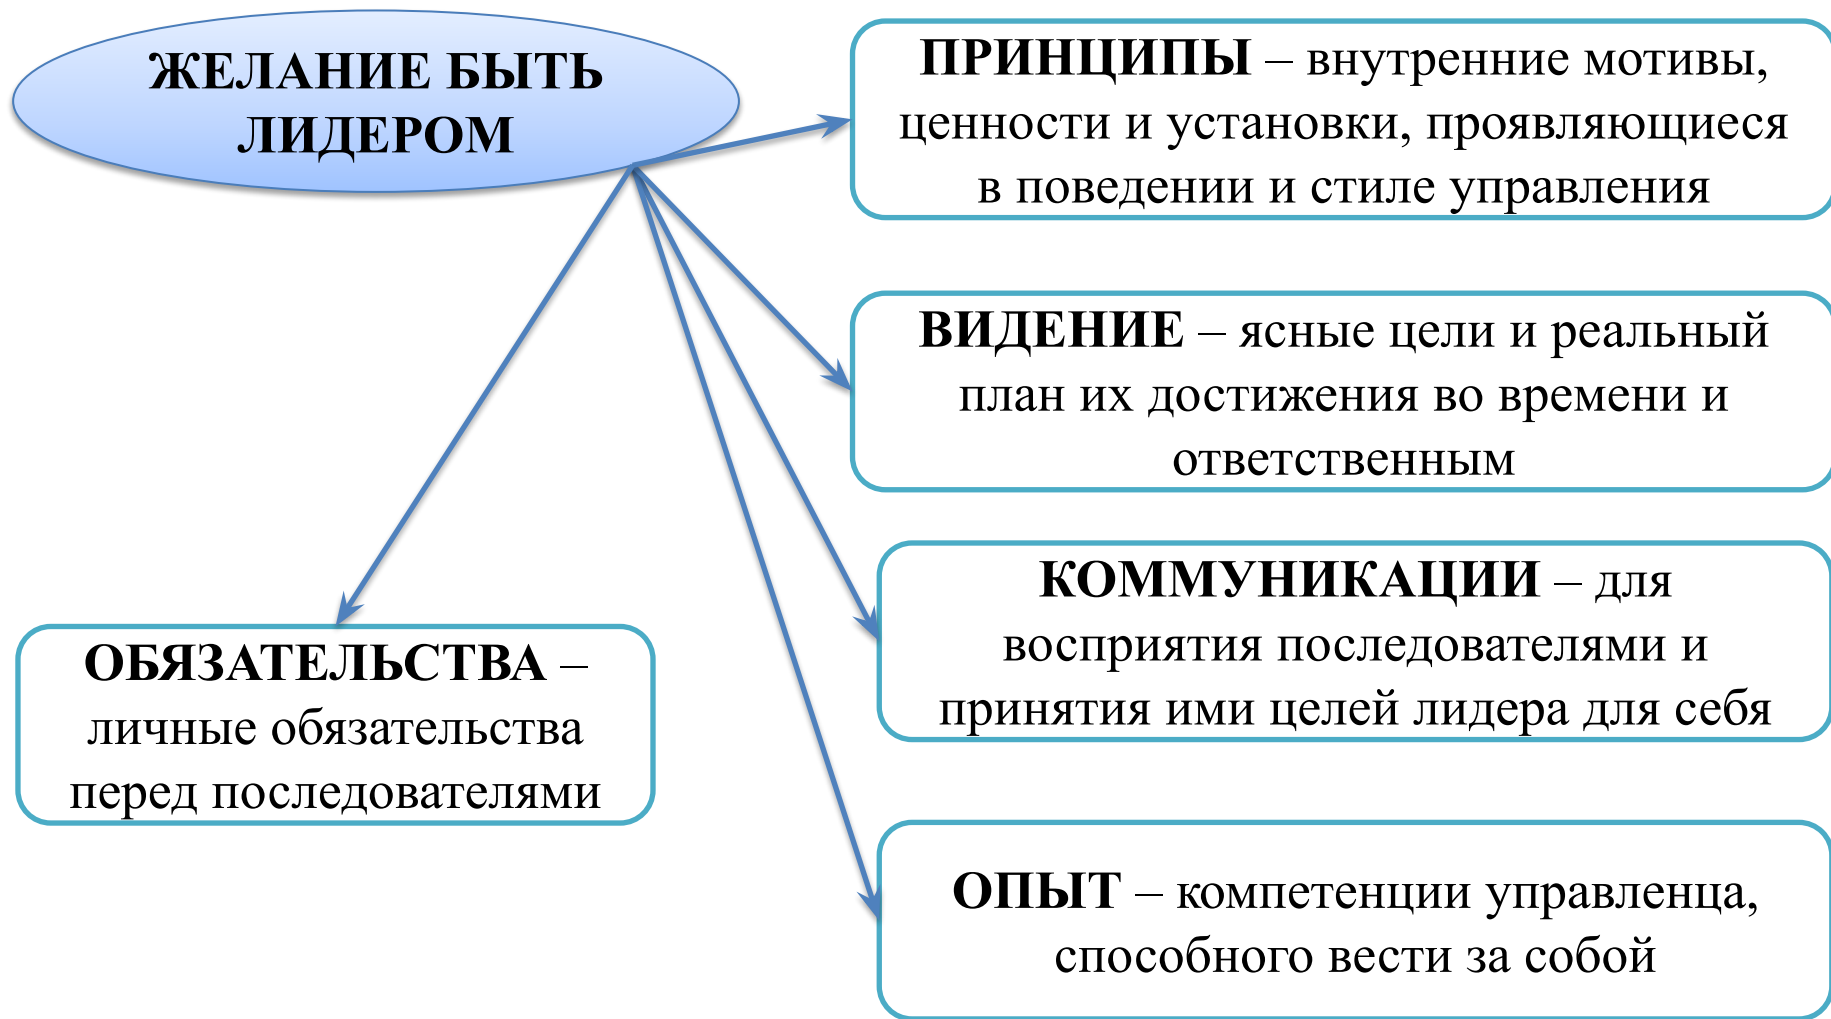 ЖЕЛАНИЕ БЫТЬ
ЛИДЕРОМ
ПРИНЦИПЫ – внутренние мотивы,
ценности и установки, проявляющиеся
в поведении и стиле управления
ВИДЕНИЕ – ясные цели и реальный
план их достижения во времени и
ответственным
КОММУНИКАЦИИ – для
восприятия последователями и
принятия ими целей лидера для себя
ОБЯЗАТЕЛЬСТВА –
личные обязательства
перед последователями
ОПЫТ – компетенции управленца,
способного вести за собой